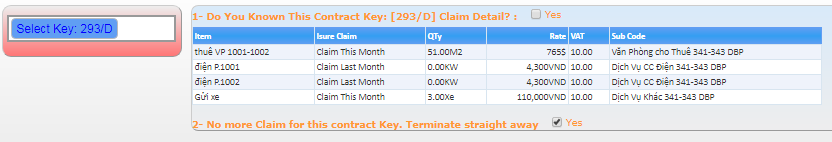 Select Key: 293/D
1- Do You Known This Contract Key: [293/D] Claim Detail? : Yes
Item Isure Claim QTy Rate VAT Sub Code
thuê VP 1001-1002 Claim This Month 51.00M2 765$ 10.00 Văn Phòng cho Thuê 341-343 DBP
điện P.1001 Claim Last Month 0.00KW 4,300VND 10.00 Dịch Vụ CC Điện 341-343 DBP
điện P.1002 Claim Last Month 0.00KW 4,300VND 10.00 Dịch Vụ CC Điện 341-343 DBP
Gửi xe Claim This Month 3.00Xe 110,000VND 10.00 Dịch Vụ Khác 341-343 DBP
2- No more Claim for this contract Key. Terminate straight away Yes